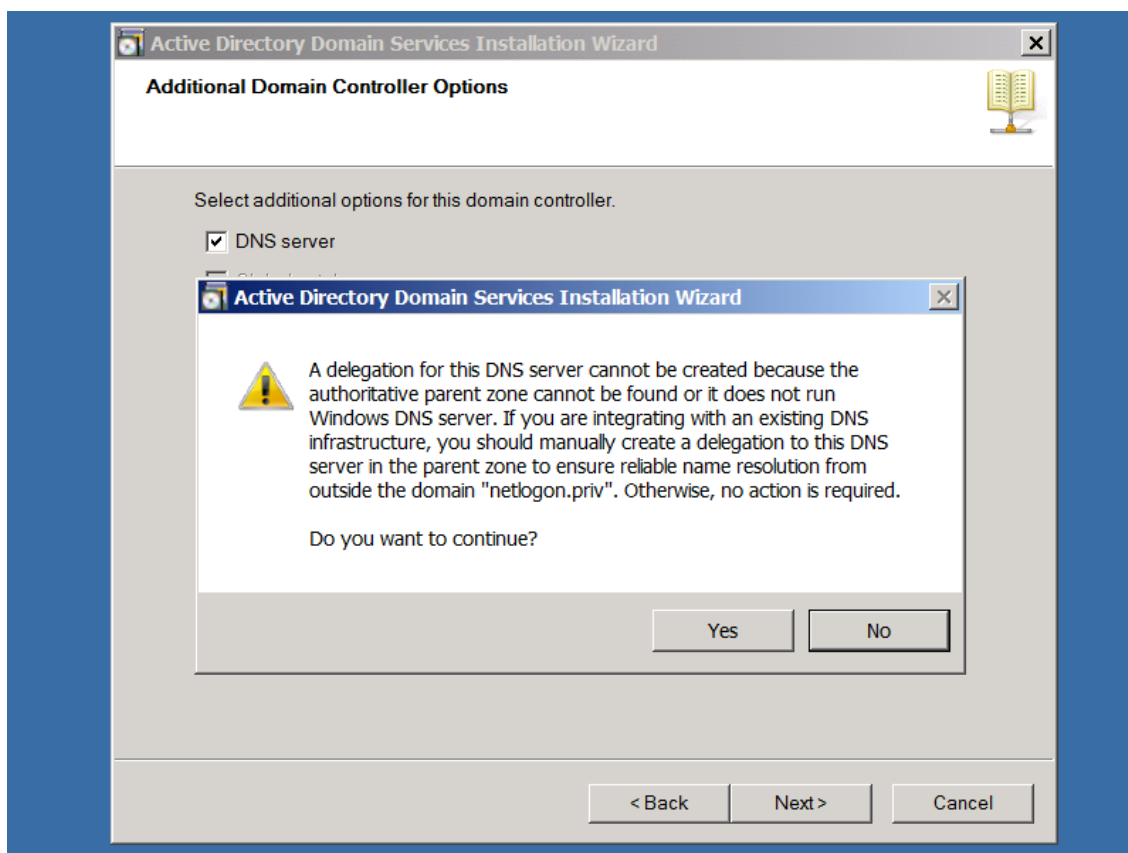 Active Directory Domain Services Installation Wizard
Additional Domain Controller Options
Select additional options for this domain controller.
DNS server
Active Directory Domain Services Installation Wizard
A delegation for this DNS server cannot be created because the
authoritative parent zone cannot be found or it does not run
Windows DNS server. If you are integrating with an existing DNS
infrastructure, you should manually create a delegation to this DNS
server in the parent zone to ensure reliable name resolution from
outside the domain "netlogon.priv". Otherwise, no action is required.
Do you want to continue?
Yes
No
< Back
Next >
Cancel